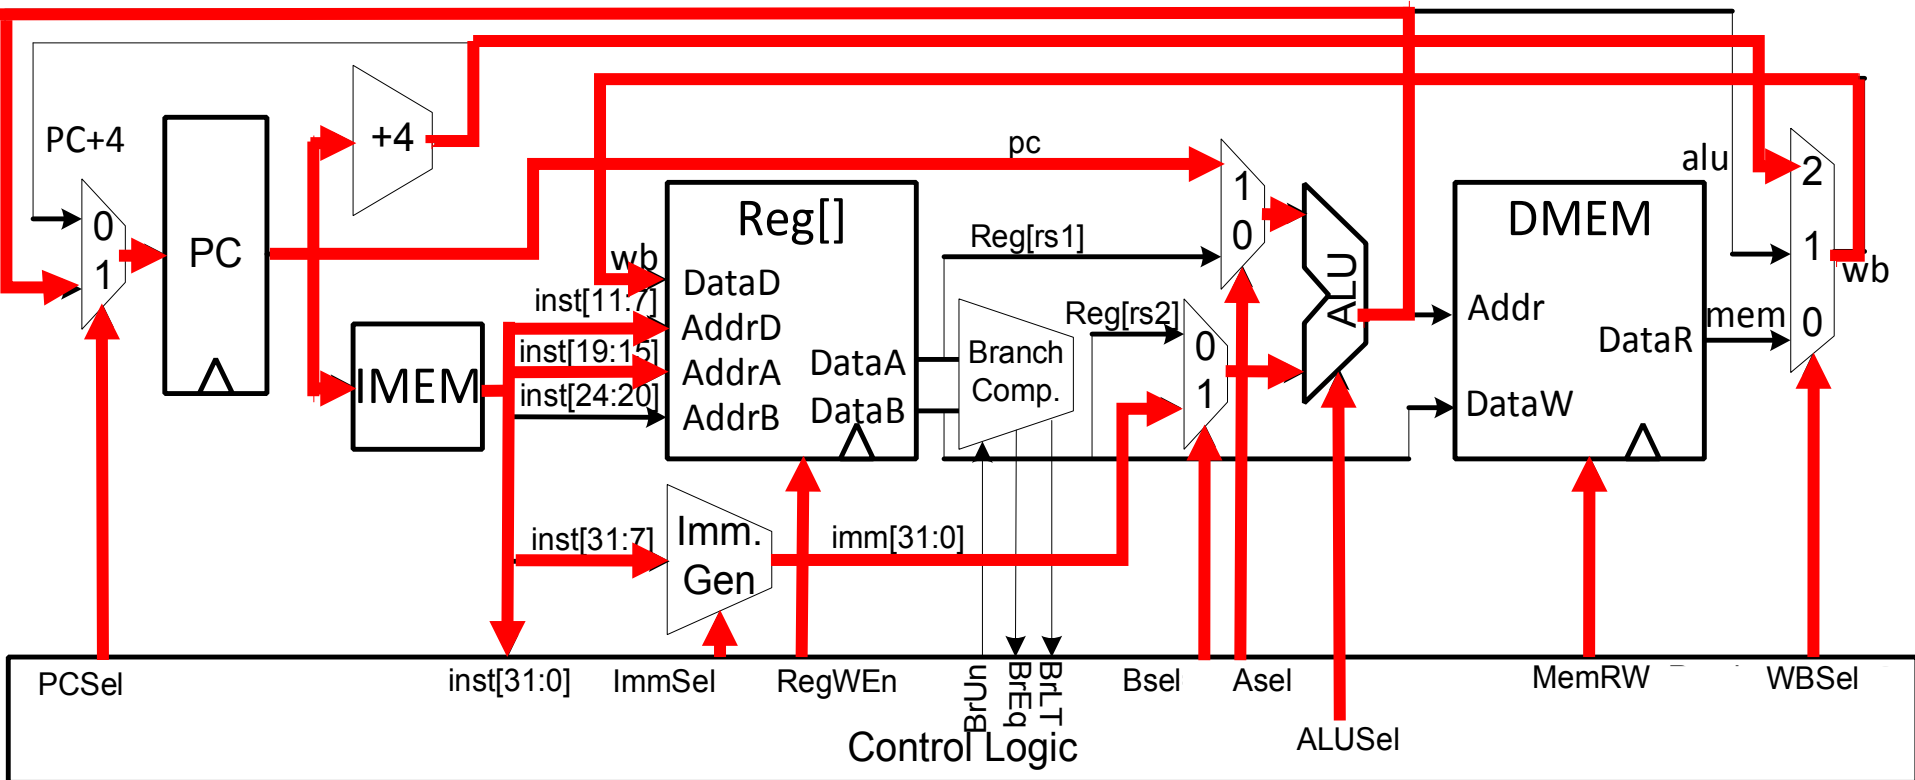 PC+4
0
1
PC
+4
IMEM
wb
inst[11:7]
inst[19:15]
inst[24:20]
Reg[]
DataD
AddrD
AddrA
AddrB
DataA
DataB
pc
Reg[rs1]
Reg[rs2]
Branch
Comp.
1
0
0
1
ALU
DMEM
Addr
DataW
DataR
alu
mem
2
1
0
wb
inst[31:7]
Imm.
Gen
imm[31:0]
PCSel
inst[31:0]
ImmSel
RegWEn
BrUn
BrEq
BrLT
Bsel
Asel
ALUSel
MemRW
WBSel
Control Logic